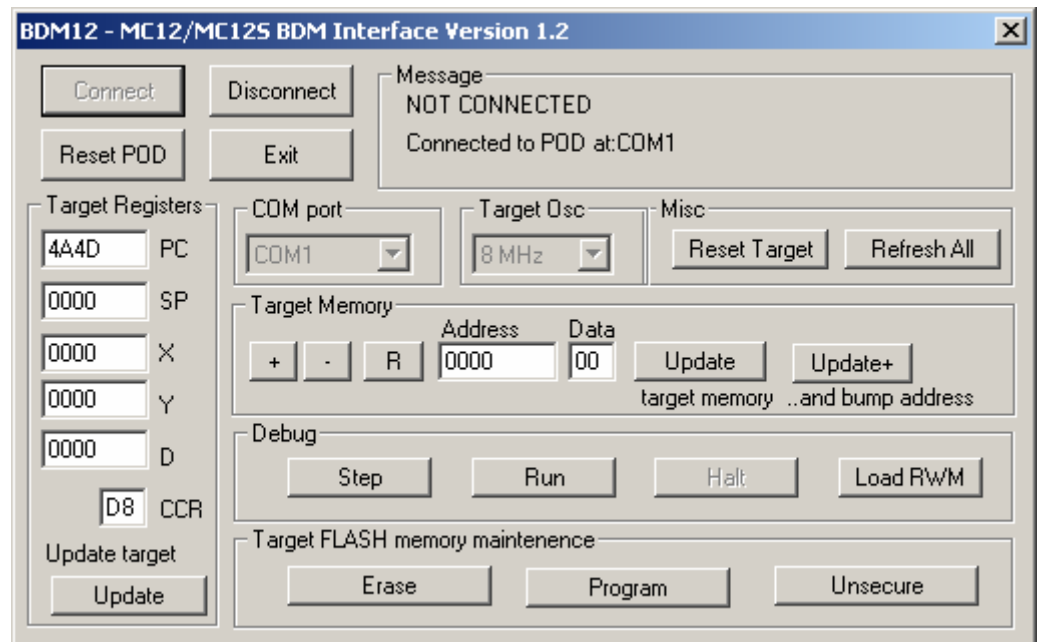 BDM12 - MC12/MC12S BDM Interface Version 1.2
Connect
Disconnect
Reset POD
Exit
Message
NOT CONNECTED
Connected to POD at:COM1
Target Registers
4A4D PC
0000 SP
0000 X
0000 Y
0000 D
D8 CCR
Update target
Update
COM port
COM1
Target Osc
8 MHz
Misc
Reset Target
Refresh All
Target Memory
Address
Data
+
-
R
0000
00
Update
Update+
target memory
..and bump address
Debug
Step
Run
Halt
Load RWM
Target FLASH memory maintenence
Erase
Program
Unsecure